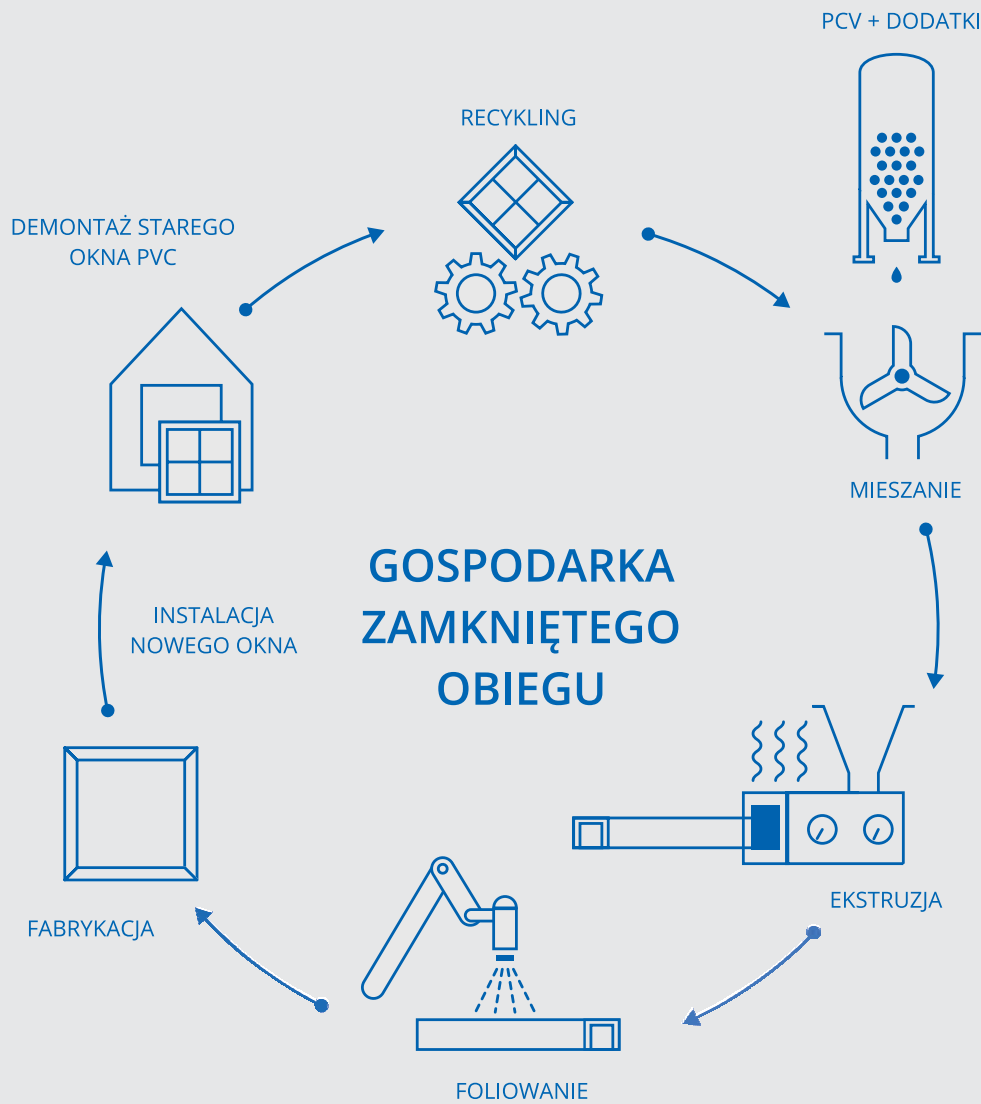 PCV + DODATKI
RECYKLING
DEMONTAŻ STAREGO
OKNA PVC
MIESZANIE
GOSPODARKA
ZAMKNIĘTEGO
OBIEGU
INSTALACJA
NOWEGO OKNA
EKSTRUZJA
FABRYKACJA
FOLIOWANIE